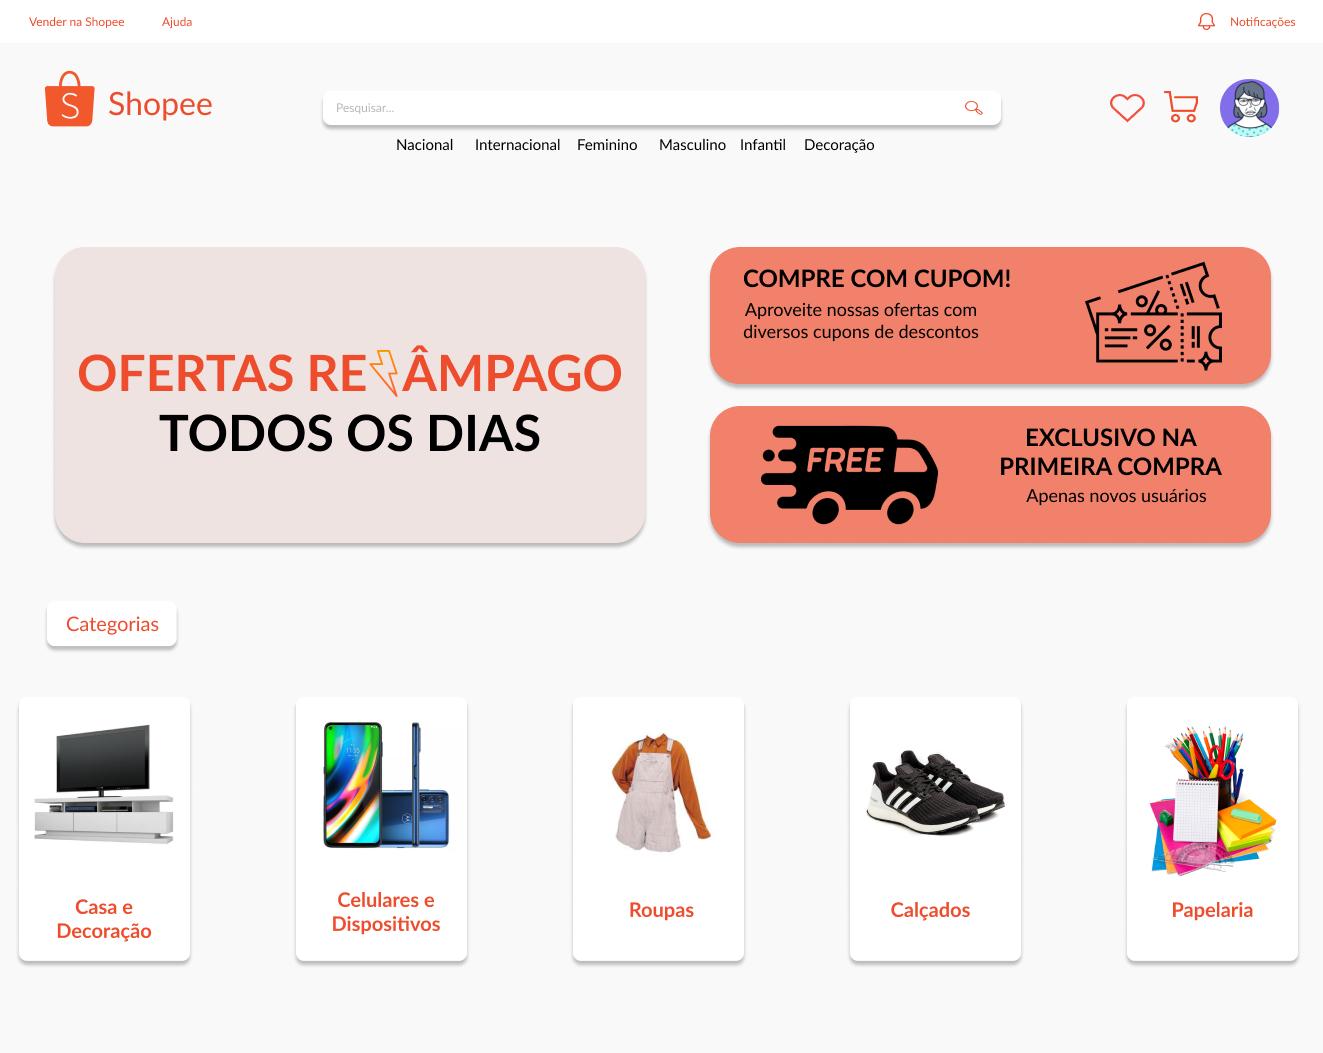 Vender na Shopee
Ajuda
Notificações
S
Shopee
Pesquisar...
Nacional
Internacional
Feminino
Masculino
Infantil
Decoração
COMPRE COM CUPOM!
Aproveite nossas ofertas com
diversos cupons de descontos
%
%
OFERTAS RE ÂMPAGO
TODOS OS DIAS
FREE
EXCLUSIVO NA
PRIMEIRA COMPRA
Apenas novos usuários
Categorias
11:35
Casa e
Decoração
Celulares e
Dispositivos
Roupas
Calçados
Papelaria